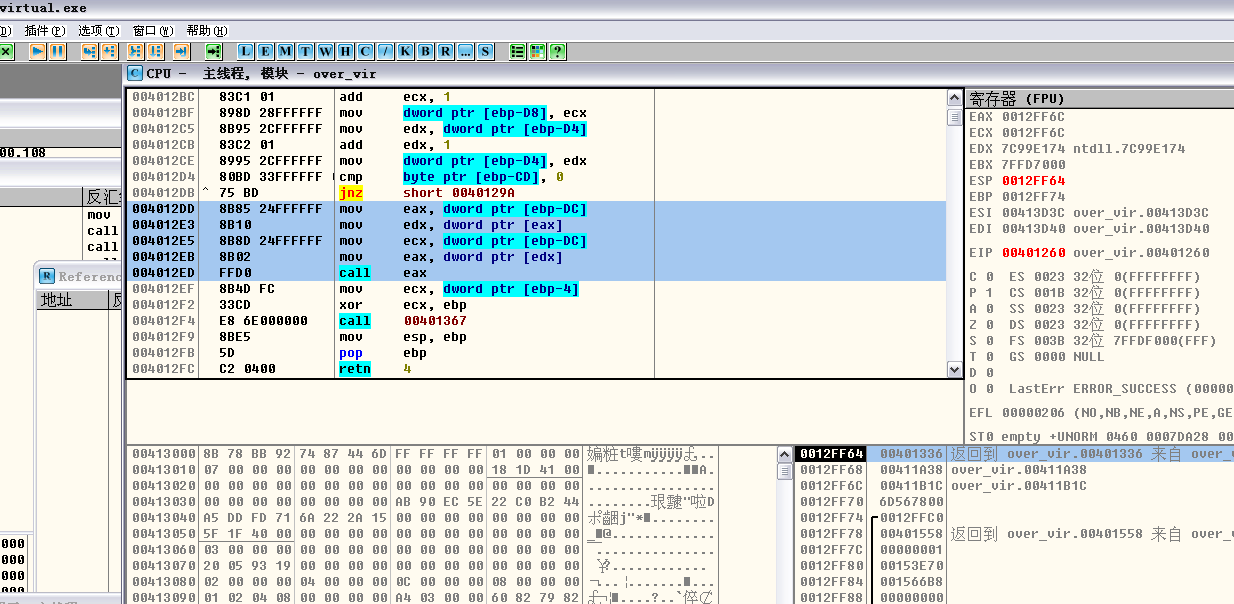 virtual.exe
插件(P) 选项(T) 窗口(W) 帮助(H)
L E M T W H C / K B R ... S ?
C CPU - 主线程, 模块 - over_vir
004012BC 83C1 01 add ecx, 1
004012BF 898D 28FFFFFF mov dword ptr [ebp-D8], ecx
004012C5 8B95 2CFFFFFF mov edx, dword ptr [ebp-D4]
004012CB 83C2 01 add edx, 1
004012CE 8995 2CFFFFFF mov dword ptr [ebp-D4], edx
004012D4 80BD 33FFFFFF cmp byte ptr [ebp-CD], 0
004012DB ^ 75 BD jnz short 0040129A
004012DD 8B85 24FFFFFF mov eax, dword ptr [ebp-DC]
004012E3 8B10 mov edx, dword ptr [eax]
004012E5 8B8D 24FFFFFF mov ecx, dword ptr [ebp-DC]
004012EB 8B02 mov eax, dword ptr [edx]
004012ED FFD0 call eax
004012EF 8B4D FC mov ecx, dword ptr [ebp-4]
004012F2 33CD xor ecx, ebp
004012F4 E8 6E000000 call 00401367
004012F9 8BE5 mov esp, ebp
004012FB 5D pop ebp
004012FC C2 0400 retn 4
寄存器 (FPU)
EAX 0012FF6C
ECX 0012FF6C
EDX 7C99E174 ntdll.7C99E174
EBX 7FFD7000
ESP 0012FF64
EBP 0012FF74
ESI 00413D3C over_vir.00413D3C
EDI 00413D40 over_vir.00413D40
EIP 00401260 over_vir.00401260
C 0 ES 0023 32位 0(FFFFFFFF)
P 1 CS 001B 32位 0(FFFFFFFF)
A 0 SS 0023 32位 0(FFFFFFFF)
Z 0 DS 0023 32位 0(FFFFFFFF)
S 0 FS 003B 32位 7FFDF000(FFF)
T 0 GS 0000 NULL
D 0
O 0 LastErr ERROR_SUCCESS (00000
EFL 00000206 (NO,NB,NE,A,NS,PE,GE
ST0 empty +UNORM 0460 0007DA28 00
00.108
反汇
mov
call
call
R Referenc
地址
000
000
000
00413000 8B 78 BB 92 74 87 44 6D FF FF FF FF 01 00 00 00
00413010 07 00 00 00 00 00 00 00 00 00 00 00 18 1D 41 00
00413020 00 00 00 00 00 00 00 00 00 00 00 00 00 00 00 00
00413030 00 00 00 00 00 00 00 00 AB 90 EC 5E 22 C0 B2 44
00413040 A5 DD FD 71 6A 22 2A 15 00 00 00 00 00 00 00 00
00413050 5F 1F 40 00 00 00 00 00 00 00 00 00 00 00 00 00
00413060 03 00 00 00 00 00 00 00 00 00 00 00 00 00 00 00
00413070 20 05 93 19 00 00 00 00 00 00 00 00 00 00 00 00
00413080 02 00 00 00 04 00 00 00 0C 00 00 00 08 00 00 00
00413090 01 02 04 08 00 00 00 00 A4 03 00 00 60 82 79 82
0012FF64 00401336 返回到 over_vir.00401336 来自 over_
0012FF68 00411A38 over_vir.00411A38
0012FF6C 00411B1C over_vir.00411B1C
0012FF70 6D567800
0012FF74 0012FFC0
0012FF78 00401558 返回到 over_vir.00401558 来自 over_
0012FF7C 00000001
0012FF80 00153E70
0012FF84 001566B8
0012FF88 00000000